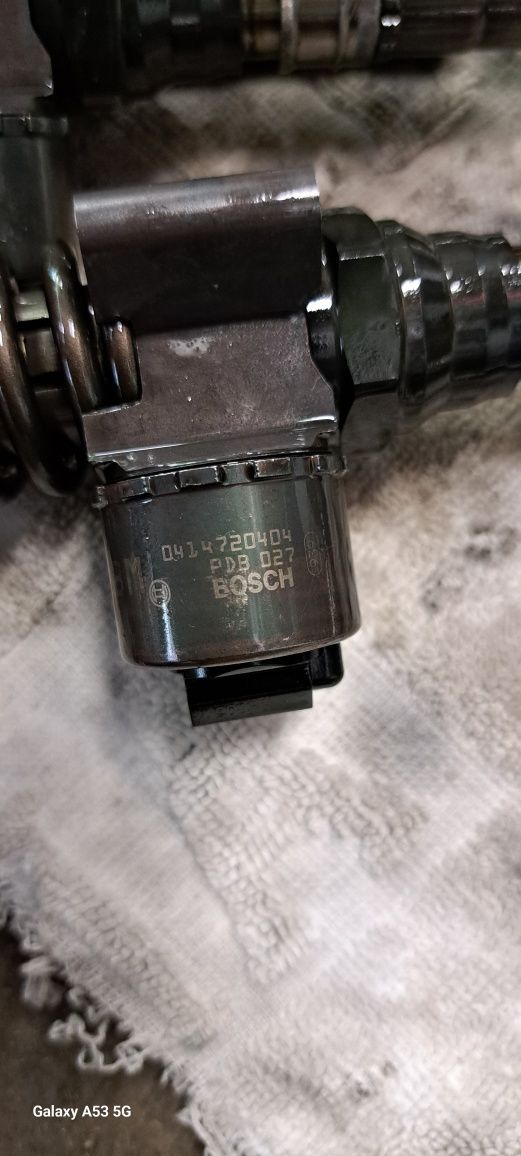 0414720404
PDB 027
BOSCH
Galaxy A53 5G